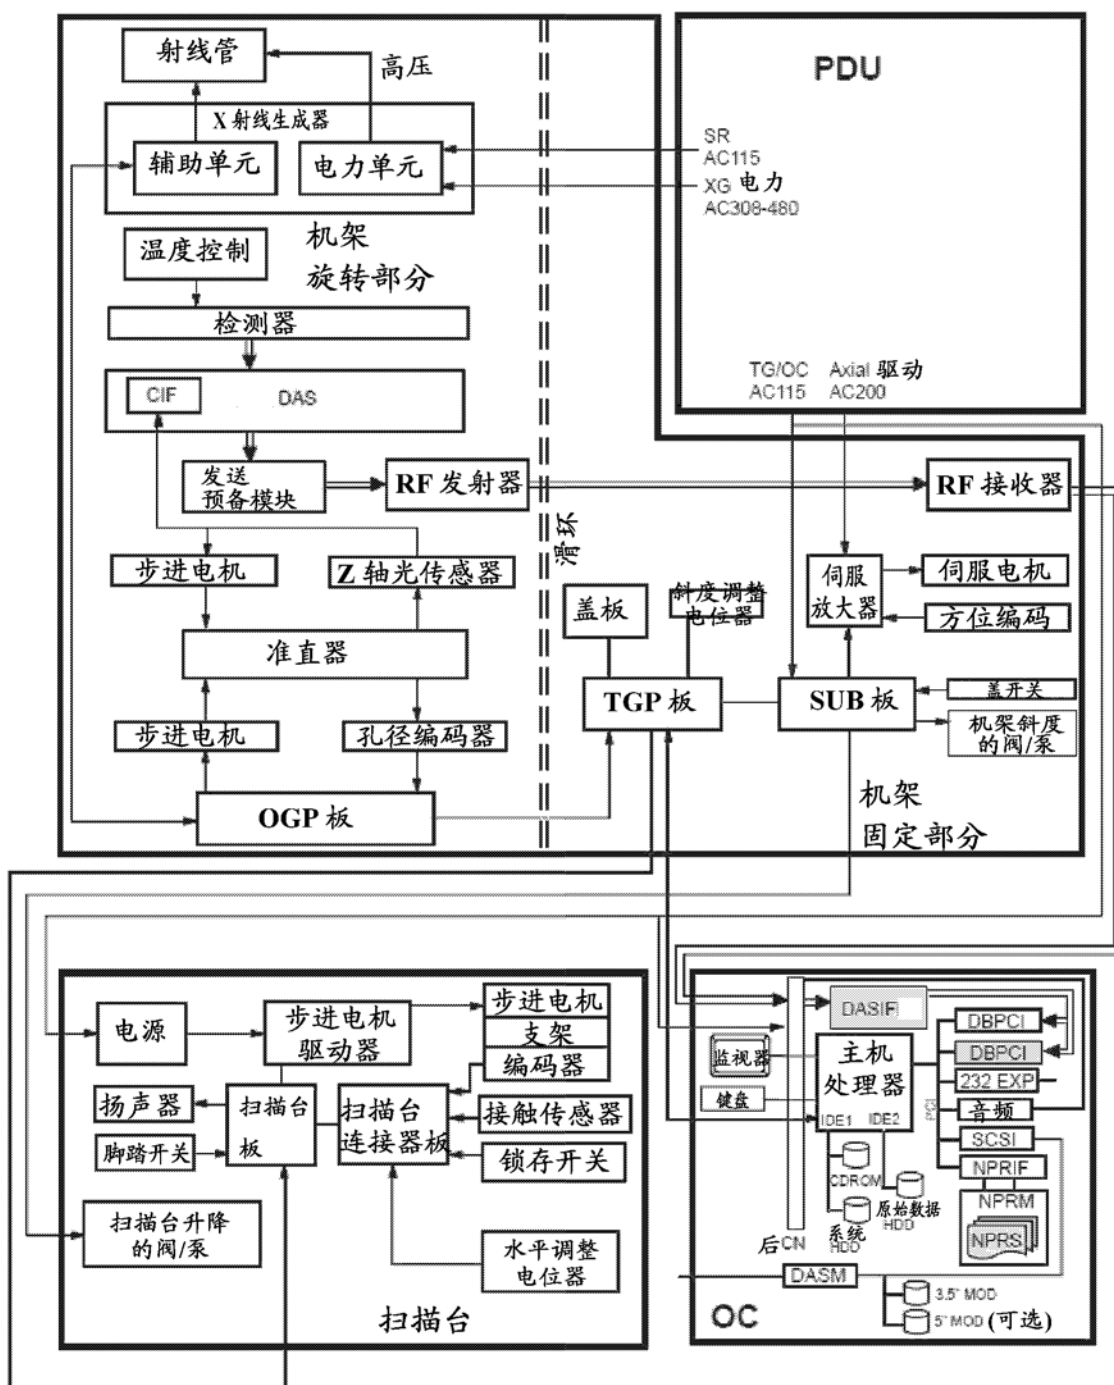 射线管
高压
X 射线生成器
辅助单元
电力单元
PDU
SR
AC115
XG 电力
AC308-480
温度控制
机架
旋转部分
检测器
CIF
DAS
TG/OC
AC115
Axial 驱动
AC200
发送
预备模块
RF 发射器
RF 接收器
滑环
步进电机
Z 轴光传感器
盖板
斜度调整
电位器
伺服
放大器
伺服电机
方位编码
准直器
TGP 板
SUB 板
盖开关
机架斜度
的阀/泵
步进电机
孔径编码器
OGP 板
机架
固定部分
电源
步进电机
驱动器
步进电机
支架
编码器
扬声器
扫描台
板
扫描台
连接器板
接触传感器
脚踏开关
锁存开关
扫描台升降
的阀/泵
水平调整
电位器
扫描台
DASIF
监视器
主机
处理器
键盘
IDE1
IDE2
PCI
DBPCI
DBPCI
232 EXP
音频
SCSI
NPRIF
NPRM
NPRS
CDROM
原始数据
HDD
系统
HDD
后CN
DASM
3.5" MOD
5" MOD (可选)
OC